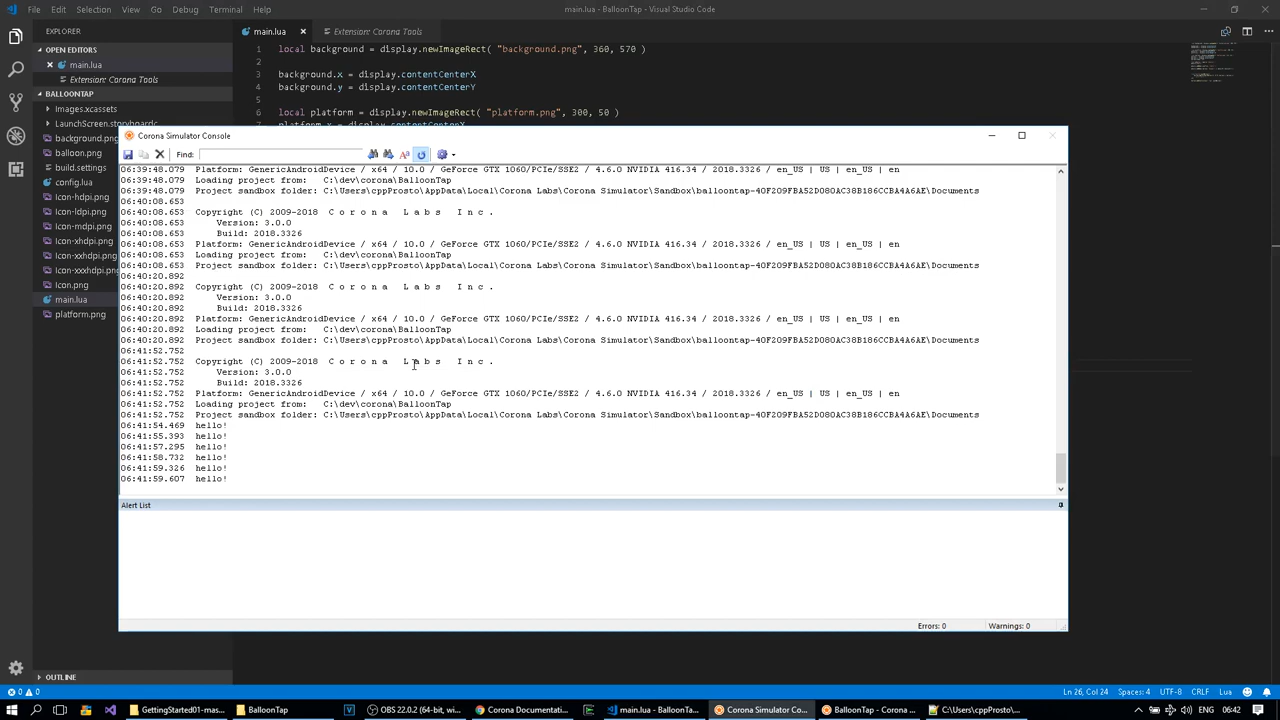 File Edit Selection View Go Debug Terminal Help
main.lua - BalloonTap - Visual Studio Code
EXPLORER
main.lua
Extension: Corona Tools
OPEN EDITORS
main.lua
Extension: Corona Tools
BALLOONTAP
Images.xcassets
LaunchScreen.storyboardc
background.png
balloon.png
build.settings
config.lua
Icon-hdpi.png
Icon-ldpi.png
Icon-mdpi.png
Icon-xhdpi.png
Icon-xxhdpi.png
Icon-xxxhdpi.png
Icon.png
main.lua
platform.png
OUTLINE
1 local background = display.newImageRect( "background.png", 360, 570 )
2
3 background.x = display.contentCenterX
4 background.y = display.contentCenterY
5
6 local platform = display.newImageRect( "platform.png", 300, 50 )
7 platform.x = display.contentCenterX
Corona Simulator Console
Find:
06:39:48.079 Platform: GenericAndroidDevice / x64 / 10.0 / GeForce GTX 1060/PCIe/SSE2 / 4.6.0 NVIDIA 416.34 / 2018.3326 / en_US | US | en_US | en
06:39:48.079 Loading project from: C:\dev\corona\BalloonTap
06:39:48.079 Project sandbox folder: C:\Users\cppProsto\AppData\Local\Corona Labs\Corona Simulator\Sandbox\balloontap-40F209FBA52D080AC38B186CCBA4A6AE\Documents
06:40:08.653
06:40:08.653 Copyright (C) 2009-2018 C o r o n a L a b s I n c .
06:40:08.653 Version: 3.0.0
06:40:08.653 Build: 2018.3326
06:40:08.653 Platform: GenericAndroidDevice / x64 / 10.0 / GeForce GTX 1060/PCIe/SSE2 / 4.6.0 NVIDIA 416.34 / 2018.3326 / en_US | US | en_US | en
06:40:08.653 Loading project from: C:\dev\corona\BalloonTap
06:40:08.653 Project sandbox folder: C:\Users\cppProsto\AppData\Local\Corona Labs\Corona Simulator\Sandbox\balloontap-40F209FBA52D080AC38B186CCBA4A6AE\Documents
06:40:20.892
06:40:20.892 Copyright (C) 2009-2018 C o r o n a L a b s I n c .
06:40:20.892 Version: 3.0.0
06:40:20.892 Build: 2018.3326
06:40:20.892 Platform: GenericAndroidDevice / x64 / 10.0 / GeForce GTX 1060/PCIe/SSE2 / 4.6.0 NVIDIA 416.34 / 2018.3326 / en_US | US | en_US | en
06:40:20.892 Loading project from: C:\dev\corona\BalloonTap
06:40:20.892 Project sandbox folder: C:\Users\cppProsto\AppData\Local\Corona Labs\Corona Simulator\Sandbox\balloontap-40F209FBA52D080AC38B186CCBA4A6AE\Documents
06:41:52.752
06:41:52.752 Copyright (C) 2009-2018 C o r o n a L a b s I n c .
06:41:52.752 Version: 3.0.0
06:41:52.752 Build: 2018.3326
06:41:52.752 Platform: GenericAndroidDevice / x64 / 10.0 / GeForce GTX 1060/PCIe/SSE2 / 4.6.0 NVIDIA 416.34 / 2018.3326 / en_US | US | en_US | en
06:41:52.752 Loading project from: C:\dev\corona\BalloonTap
06:41:52.752 Project sandbox folder: C:\Users\cppProsto\AppData\Local\Corona Labs\Corona Simulator\Sandbox\balloontap-40F209FBA52D080AC38B186CCBA4A6AE\Documents
06:41:54.469 hello!
06:41:55.393 hello!
06:41:57.295 hello!
06:41:58.732 hello!
06:41:59.326 hello!
06:41:59.607 hello!
Alert List
Errors: 0 Warnings: 0
0 0
Ln 26, Col 24 Spaces: 4 UTF-8 CRLF Lua
GettingStarted01-mas...
BalloonTap
OBS 22.0.2 (64-bit, wi...
Corona Documentatio...
main.lua - BalloonTa...
Corona Simulator Co...
BalloonTap - Corona ...
C:\Users\cppProsto\...
ENG 06:42